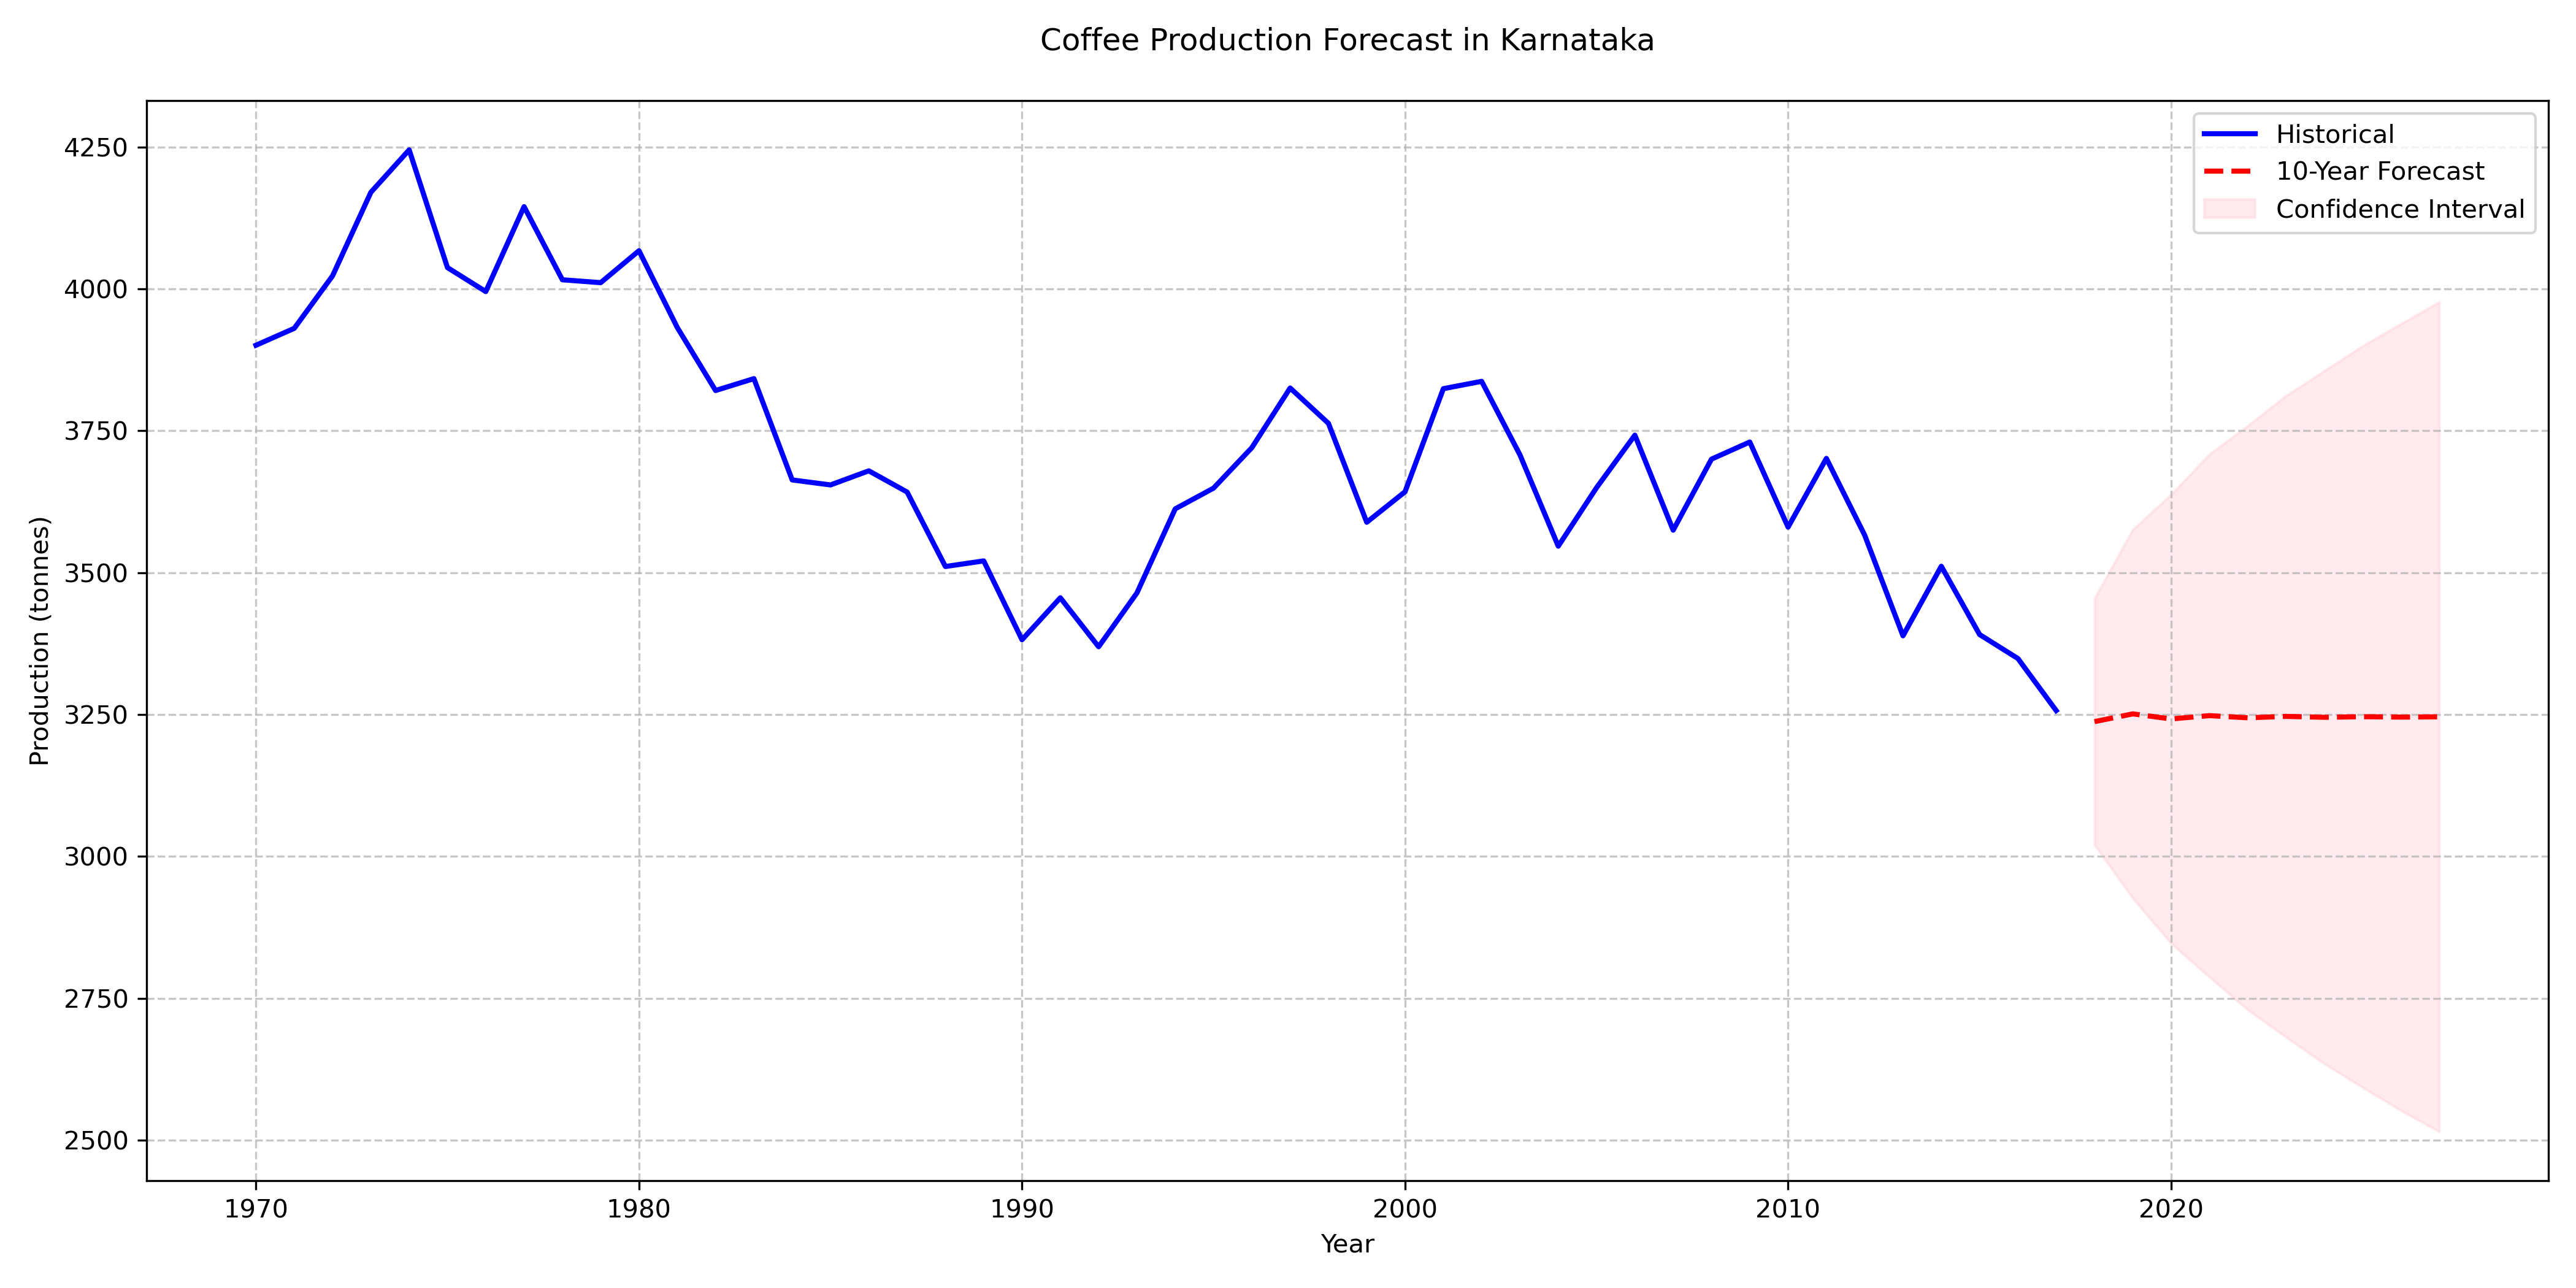 Coffee Production Forecast in Karnataka
Historical
10-Year Forecast
Confidence Interval
Production (tonnes)
4250
4000
3750
3500
3250
3000
2750
2500
1970 1980 1990 2000 2010 2020
Year